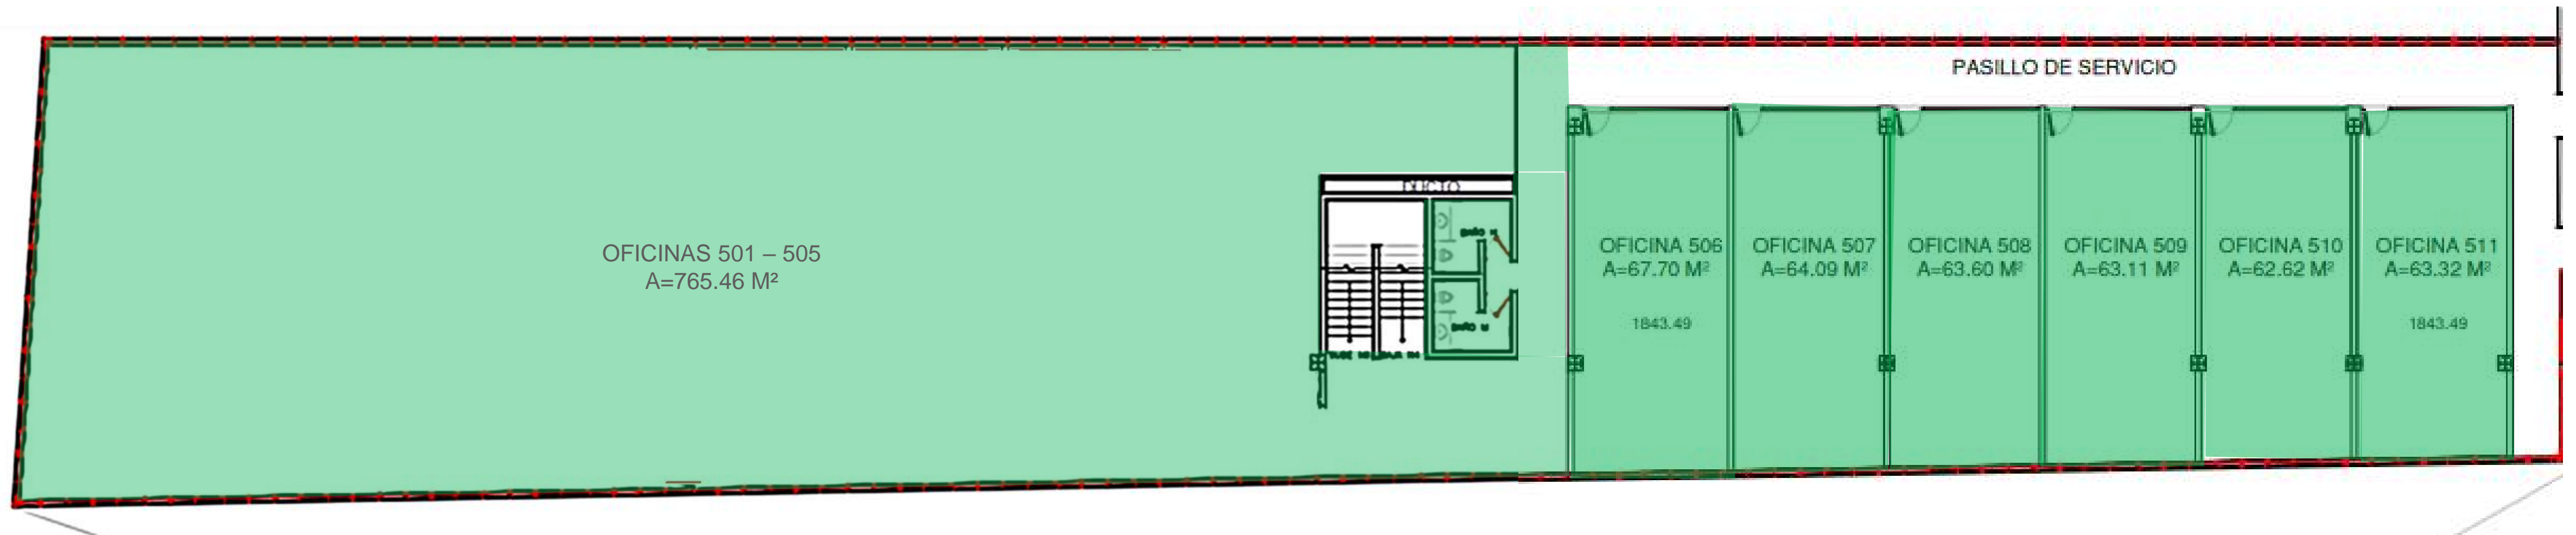 PASILLO DE SERVICIO
DUCTO
OFICINAS 501 – 505
A=765.46 M²
OFICINA 506
A=67.70 M²
1843.49
OFICINA 507
A=64.09 M²
OFICINA 508
A=63.60 M²
OFICINA 509
A=63.11 M²
OFICINA 510
A=62.62 M²
OFICINA 511
A=63.32 M²
1843.49